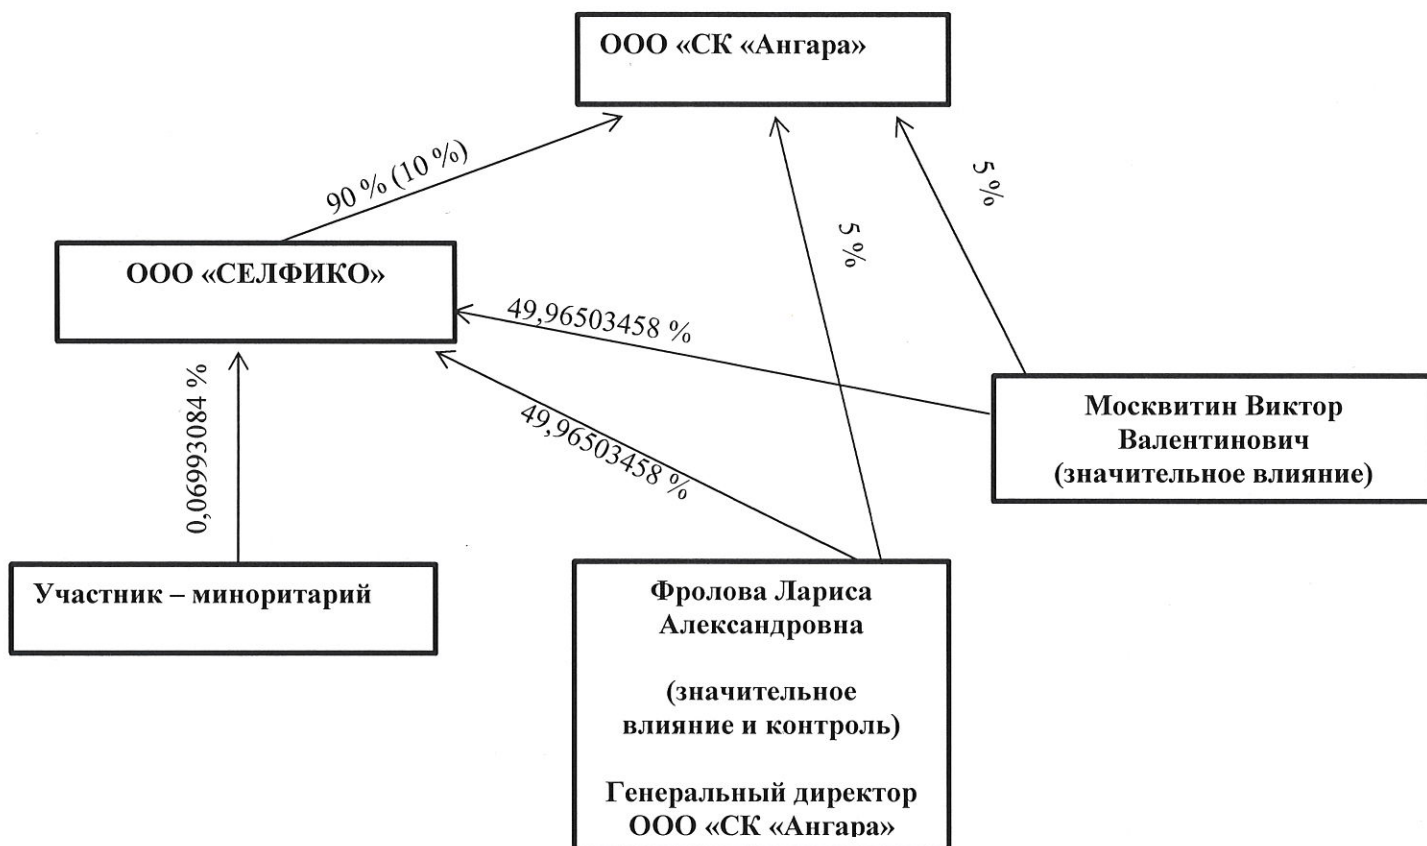 ООО «СК «Ангара»
90 % (10 %)
5 %
5 %
ООО «СЕЛФИКО»
49,96503458 %
49,96503458 %
0,06993084 %
Москвитин Виктор
Валентинович
(значительное влияние)
Участник – миноритарий
Фролова Лариса
Александровна
(значительное
влияние и контроль)
Генеральный директор
ООО «СК «Ангара»